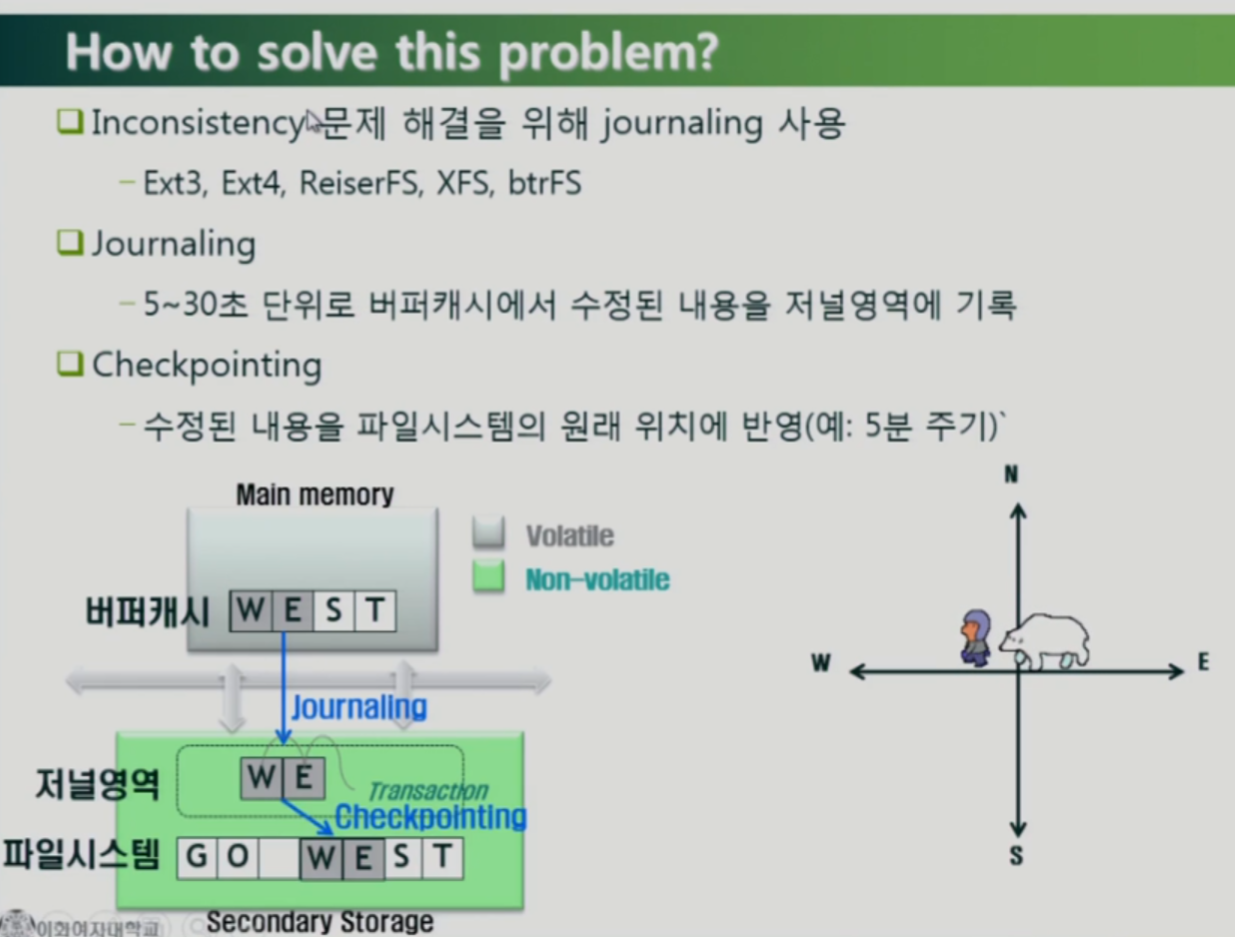 How to solve this problem?
Inconsistency 문제 해결을 위해 journaling 사용
– Ext3, Ext4, ReiserFS, XFS, btrFS
Journaling
– 5~30초 단위로 버퍼캐시에서 수정된 내용을 저널영역에 기록
Checkpointing
– 수정된 내용을 파일시스템의 원래 위치에 반영(예: 5분 주기)`
Main memory
Volatile
Non-volatile
버퍼캐시 W E S T
Journaling
저널영역 W E
Transaction
Checkpointing
파일시스템 G O W E S T
Secondary Storage
이화여자대학교
N
W E
S